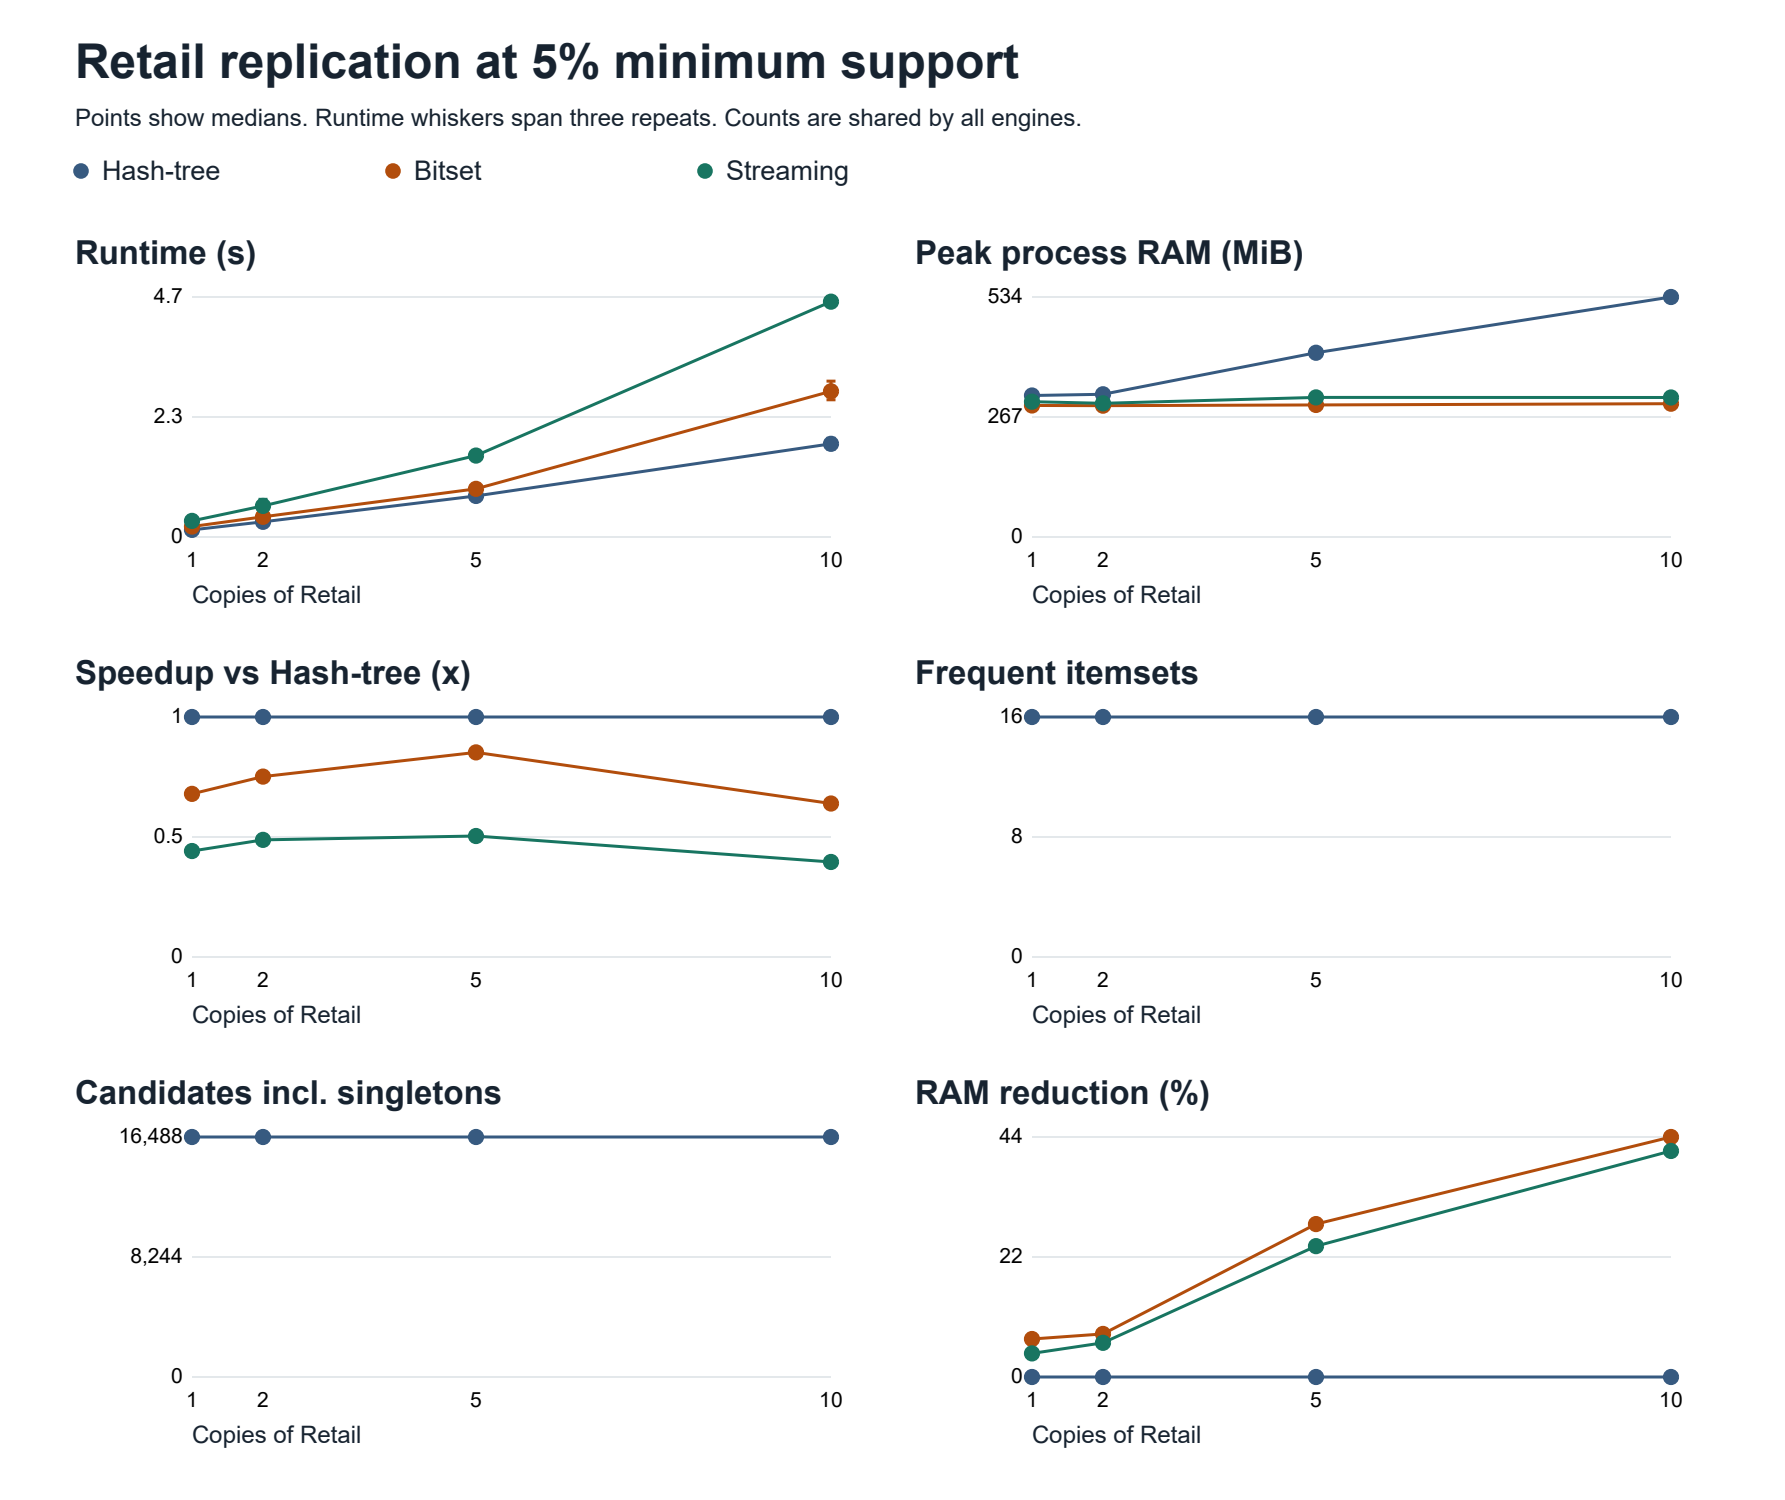 Retail replication at 5% minimum support
Points show medians. Runtime whiskers span three repeats. Counts are shared by all engines.
Hash-tree Bitset Streaming
Runtime (s)
4.7
2.3
0
1 2 5 10
Copies of Retail
Peak process RAM (MiB)
534
267
0
1 2 5 10
Copies of Retail
Speedup vs Hash-tree (x)
1
0.5
0
1 2 5 10
Copies of Retail
Frequent itemsets
16
8
0
1 2 5 10
Copies of Retail
Candidates incl. singletons
16,488
8,244
0
1 2 5 10
Copies of Retail
RAM reduction (%)
44
22
0
1 2 5 10
Copies of Retail